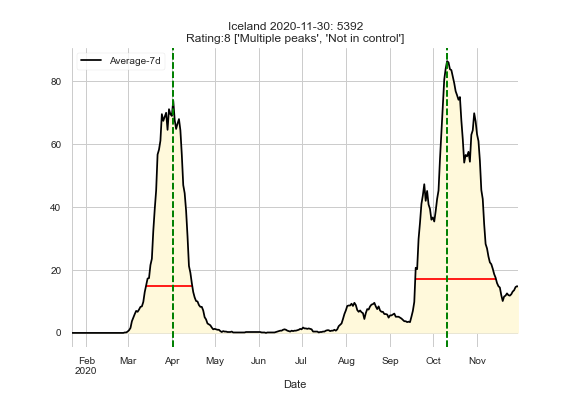 Iceland 2020-11-30: 5392
Rating:8 ['Multiple peaks', 'Not in control']
Average-7d
80
60
40
20
0
Feb Mar Apr May Jun Jul Aug Sep Oct Nov
2020
Date